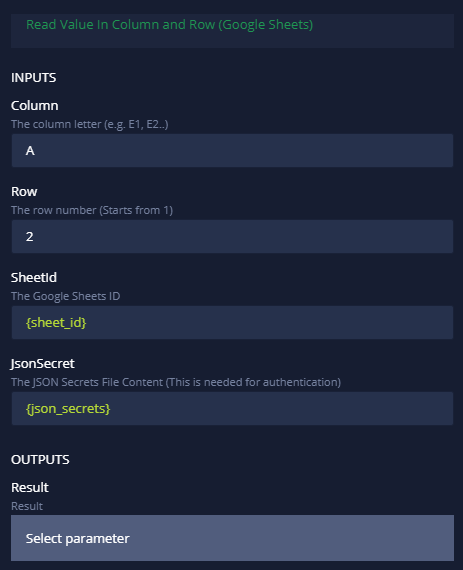 Read Value In Column and Row (Google Sheets)
INPUTS
Column
The column letter (e.g. E1, E2..)
A
Row
The row number (Starts from 1)
2
SheetId
The Google Sheets ID
{sheet_id}
JsonSecret
The JSON Secrets File Content (This is needed for authentication)
{json_secrets}
OUTPUTS
Result
Result
Select parameter